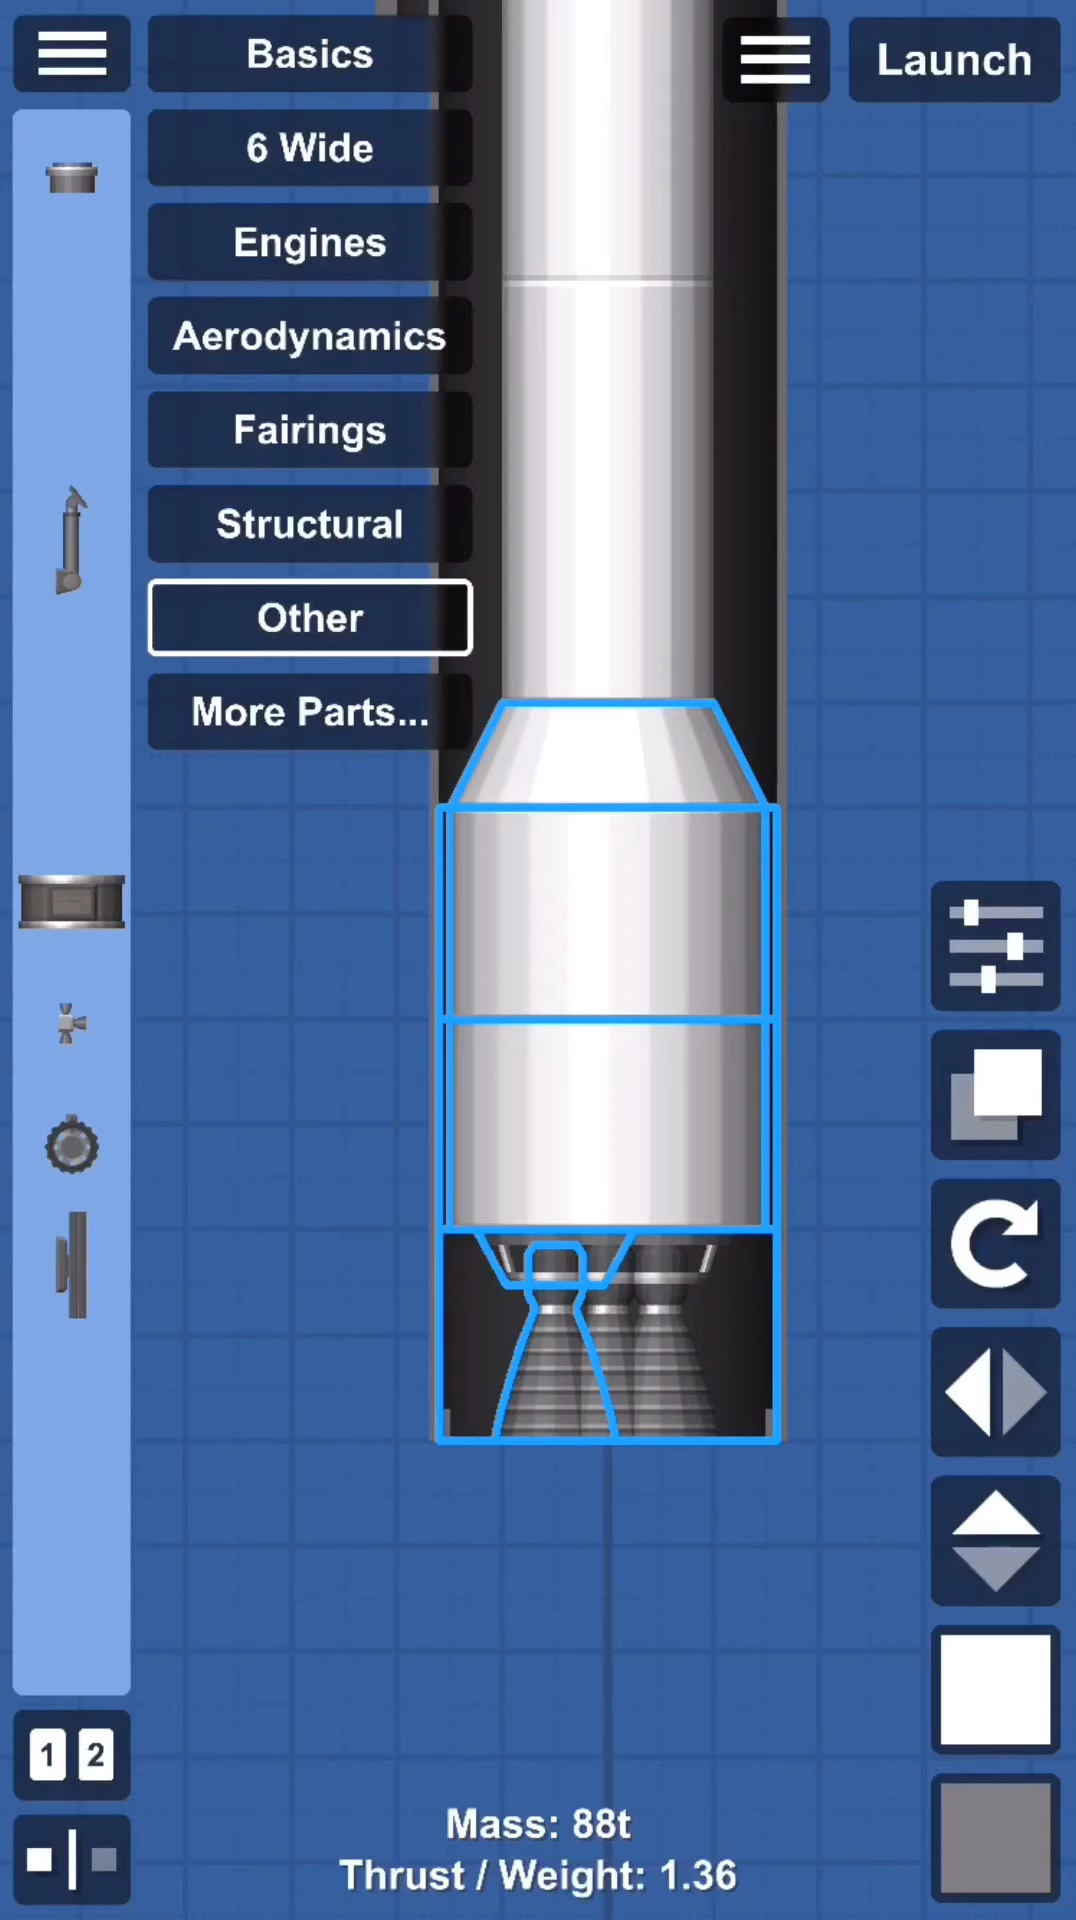 Basics
Launch
6 Wide
Engines
Aerodynamics
Fairings
Structural
Other
More Parts...
1 2
Mass: 88t
Thrust / Weight: 1.36